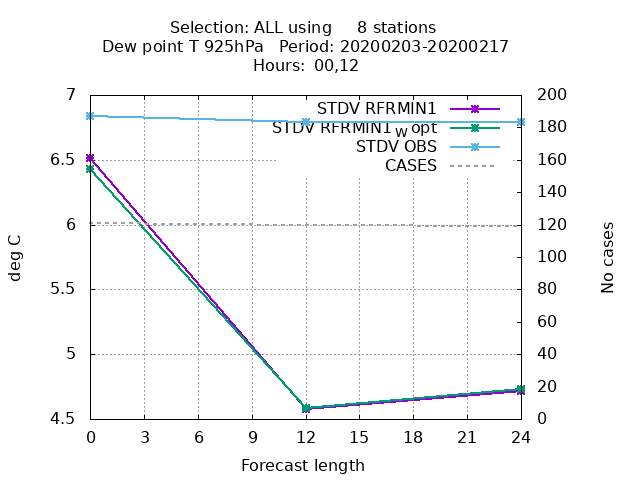 Selection: ALL using     8 stations
Dew point T 925hPa   Period: 20200203-20200217
Hours: 00,12
7
6.5
6
5.5
5
4.5
deg C
STDV RFRMIN1
STDV RFRMIN1_W opt
STDV OBS
CASES
200
180
160
140
120
100
80
60
40
20
0
No cases
0 3 6 9 12 15 18 21 24
Forecast length